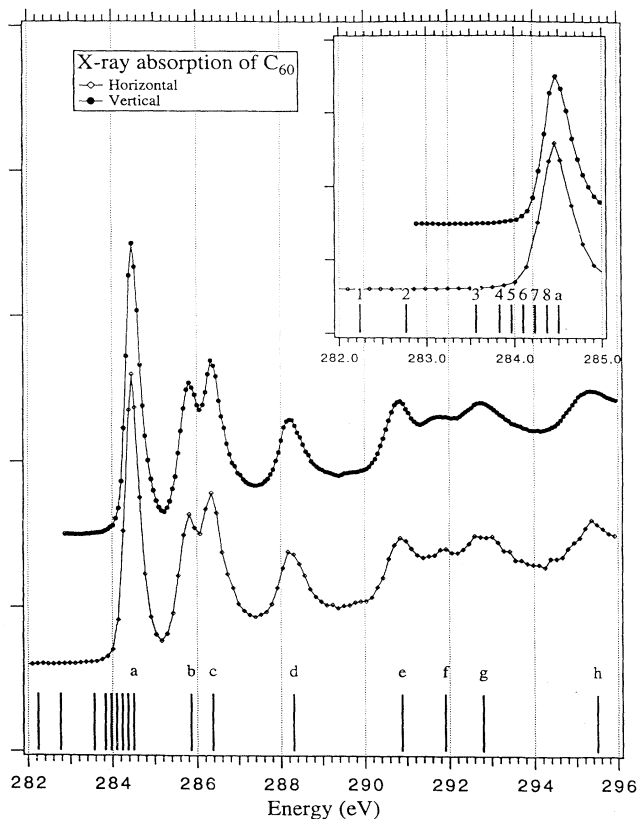 X-ray absorption of C60
Horizontal
Vertical
1 2 3 4 5 6 7 8 a
282.0 283.0 284.0 285.0
a b c d e f g h
282 284 286 288 290 292 294 296
Energy (eV)